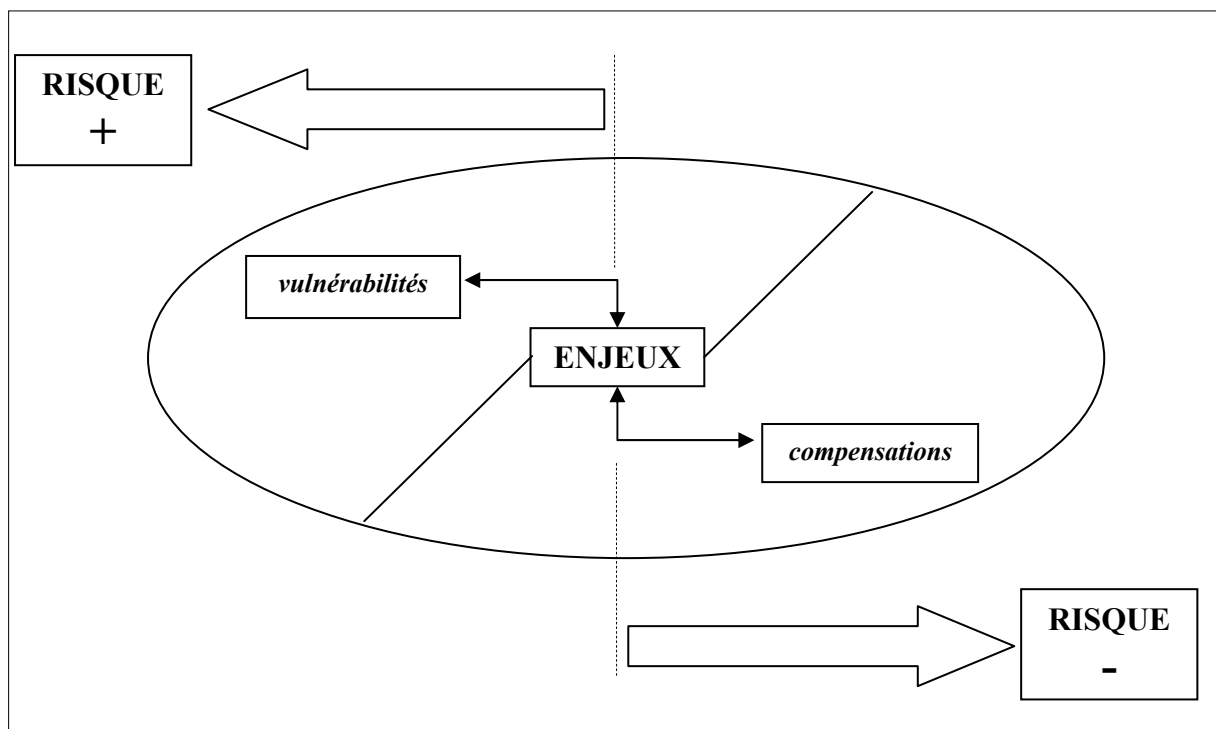 RISQUE
+
vulnérabilités
ENJEUX
compensations
RISQUE
-